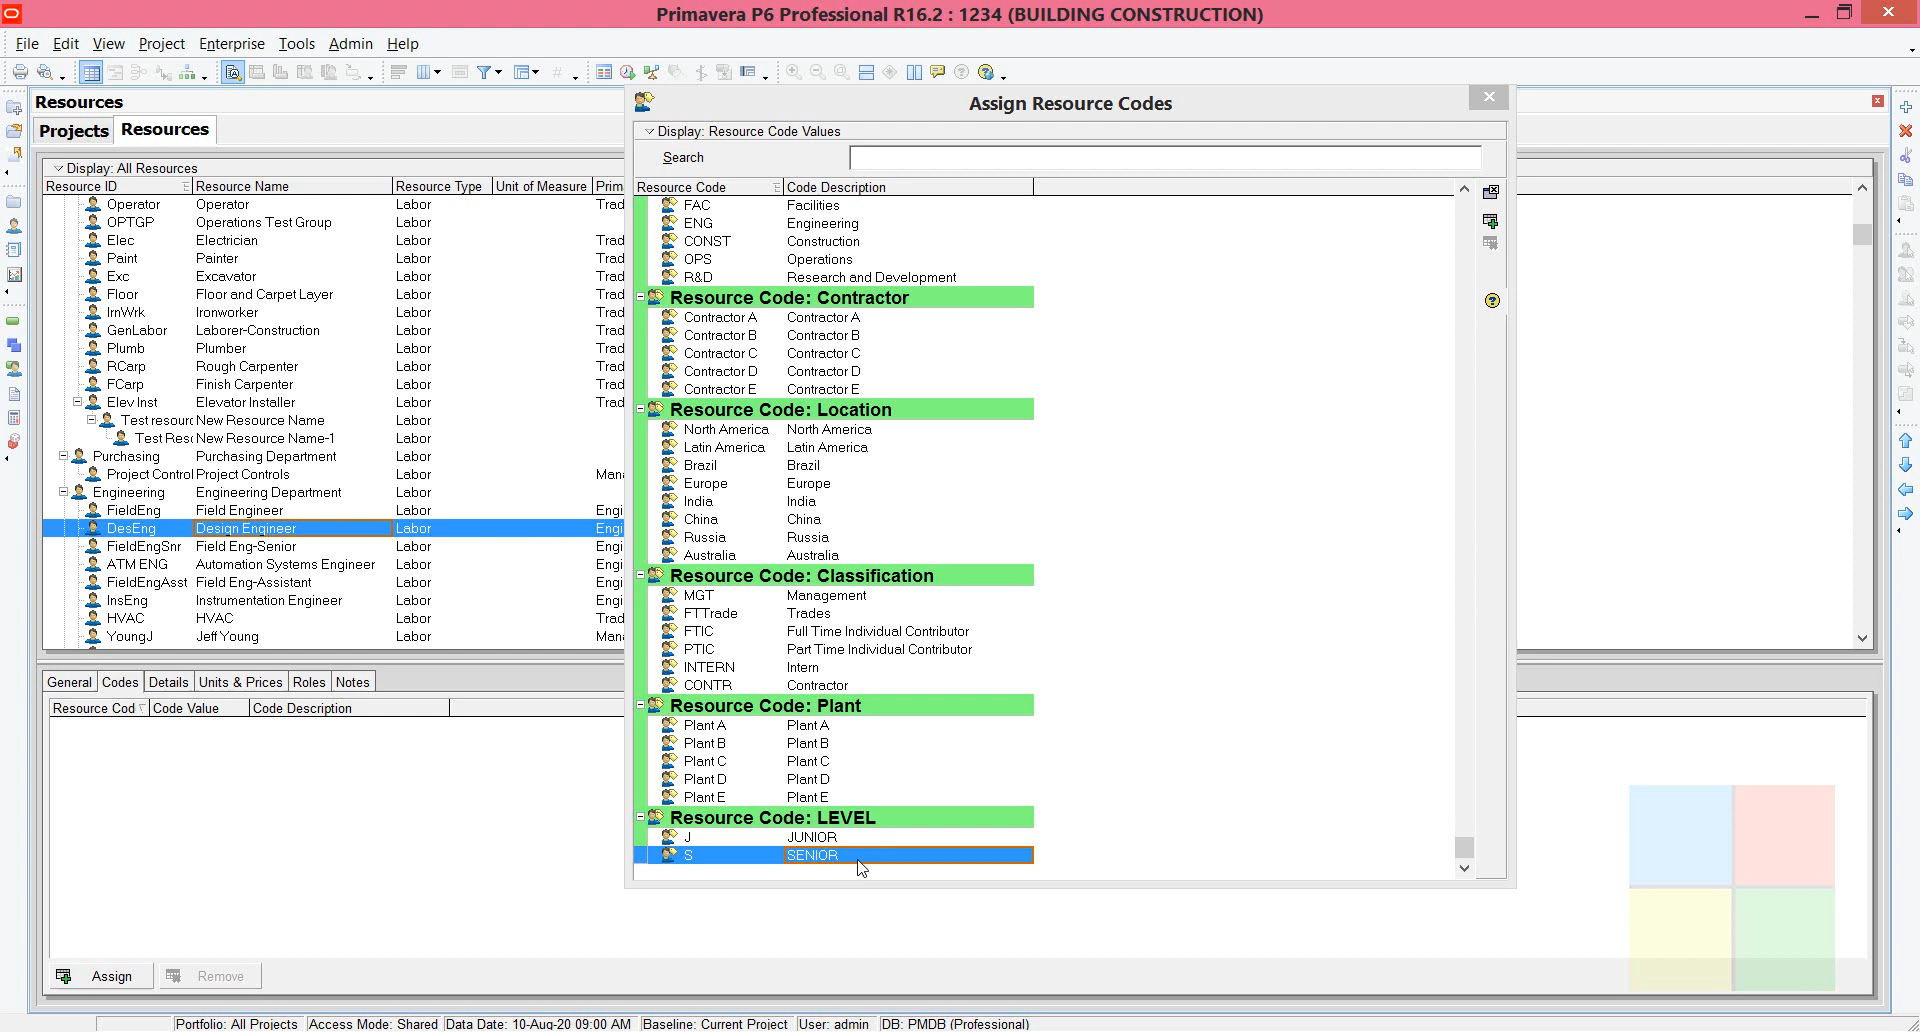 Primavera P6 Professional R16.2 : 1234 (BUILDING CONSTRUCTION)
File Edit View Project Enterprise Tools Admin Help
Resources
Projects Resources
Display: All Resources
Resource ID Resource Name Resource Type Unit of Measure Prim
Operator Operator Labor Trad
OPTGP Operations Test Group Labor
Elec Electrician Labor Trad
Paint Painter Labor Trad
Exc Excavator Labor Trad
Floor Floor and Carpet Layer Labor Trad
IrnWrk Ironworker Labor Trad
GenLabor Laborer-Construction Labor Trad
Plumb Plumber Labor Trad
RCarp Rough Carpenter Labor Trad
FCarp Finish Carpenter Labor Trad
Elev Inst Elevator Installer Labor Trad
Test resourc New Resource Name Labor
Test Reso New Resource Name-1 Labor
Purchasing Purchasing Department Labor
Project Control Project Controls Labor Mana
Engineering Engineering Department Labor
FieldEng Field Engineer Labor Engi
DesEng Design Engineer Labor Engi
FieldEngSnr Field Eng-Senior Labor Engi
ATM ENG Automation Systems Engineer Labor Engi
FieldEngAsst Field Eng-Assistant Labor Engi
InsEng Instrumentation Engineer Labor Engi
HVAC HVAC Labor Trad
YoungJ Jeff Young Labor Mana
General Codes Details Units & Prices Roles Notes
Resource Cod Code Value Code Description
Assign Remove
Assign Resource Codes
Display: Resource Code Values
Search
Resource Code Code Description
FAC Facilities
ENG Engineering
CONST Construction
OPS Operations
R&D Research and Development
Resource Code: Contractor
Contractor A Contractor A
Contractor B Contractor B
Contractor C Contractor C
Contractor D Contractor D
Contractor E Contractor E
Resource Code: Location
North America North America
Latin America Latin America
Brazil Brazil
Europe Europe
India India
China China
Russia Russia
Australia Australia
Resource Code: Classification
MGT Management
FTTrade Trades
FTIC Full Time Individual Contributor
PTIC Part Time Individual Contributor
INTERN Intern
CONTR Contractor
Resource Code: Plant
Plant A Plant A
Plant B Plant B
Plant C Plant C
Plant D Plant D
Plant E Plant E
Resource Code: LEVEL
J JUNIOR
S SENIOR
Portfolio: All Projects Access Mode: Shared Data Date: 10-Aug-20 09:00 AM Baseline: Current Project User: admin DB: PMDB (Professional)